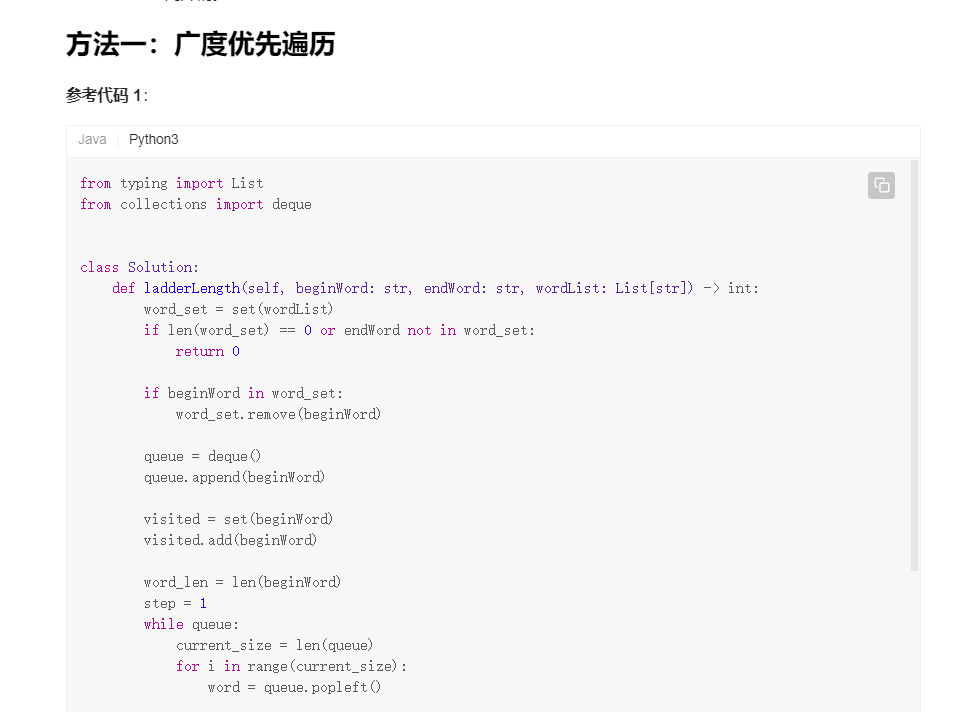 方法一：广度优先遍历
参考代码 1：
Java Python3
from typing import List
from collections import deque
class Solution:
    def ladderLength(self, beginWord: str, endWord: str, wordList: List[str]) -> int:
        word_set = set(wordList)
        if len(word_set) == 0 or endWord not in word_set:
            return 0
        if beginWord in word_set:
            word_set.remove(beginWord)
        queue = deque()
        queue.append(beginWord)
        visited = set(beginWord)
        visited.add(beginWord)
        word_len = len(beginWord)
        step = 1
        while queue:
            current_size = len(queue)
            for i in range(current_size):
                word = queue.popleft()